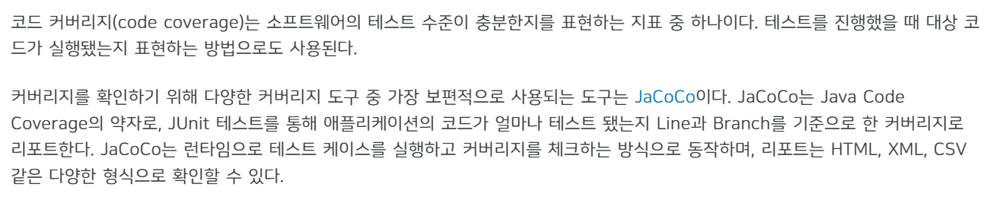 코드 커버리지(code coverage)는 소프트웨어의 테스트 수준이 충분한지를 표현하는 지표 중 하나이다. 테스트를 진행했을 때 대상 코
드가 실행됐는지 표현하는 방법으로도 사용된다.
커버리지를 확인하기 위해 다양한 커버리지 도구 중 가장 보편적으로 사용되는 도구는 JaCoCo이다. JaCoCo는 Java Code
Coverage의 약자로, JUnit 테스트를 통해 애플리케이션의 코드가 얼마나 테스트 됐는지 Line과 Branch를 기준으로 한 커버리지로
리포트한다. JaCoCo는 런타임으로 테스트 케이스를 실행하고 커버리지를 체크하는 방식으로 동작하며, 리포트는 HTML, XML, CSV
같은 다양한 형식으로 확인할 수 있다.